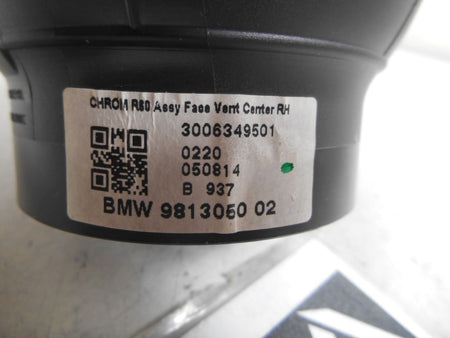 CHROM R60 Assy Face Vent Center RH
3006349501
0220
050814
B 937
BMW 9813050 02